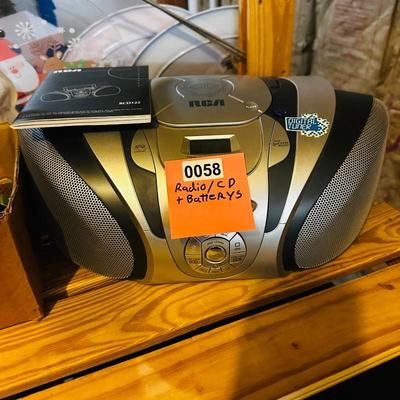 RCA
RCD122
RCA
DIGITAL
TUNER
0058
Radio/CD
+ BatteRYS